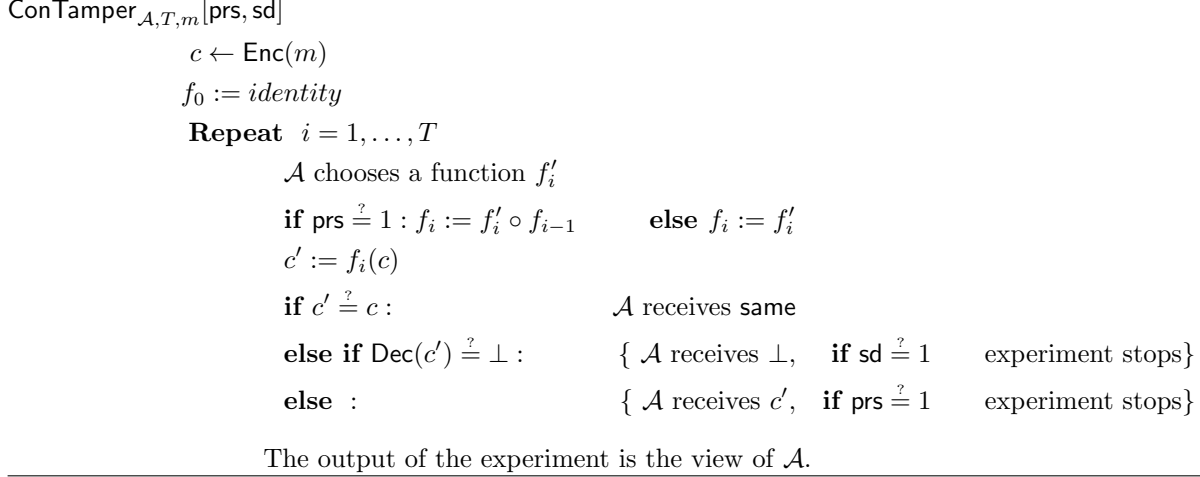 ConTamper_{𝒜,T,m}[prs, sd]
c ← Enc(m)
f_0 := identity
Repeat i = 1, . . . , T
𝒜 chooses a function f′_i
if prs ≟ 1 : f_i := f′_i ∘ f_{i−1} else f_i := f′_i
c′ := f_i(c)
if c′ ≟ c : 𝒜 receives same
else if Dec(c′) ≟ ⊥ : { 𝒜 receives ⊥, if sd ≟ 1 experiment stops}
else : { 𝒜 receives c′, if prs ≟ 1 experiment stops}
The output of the experiment is the view of 𝒜.